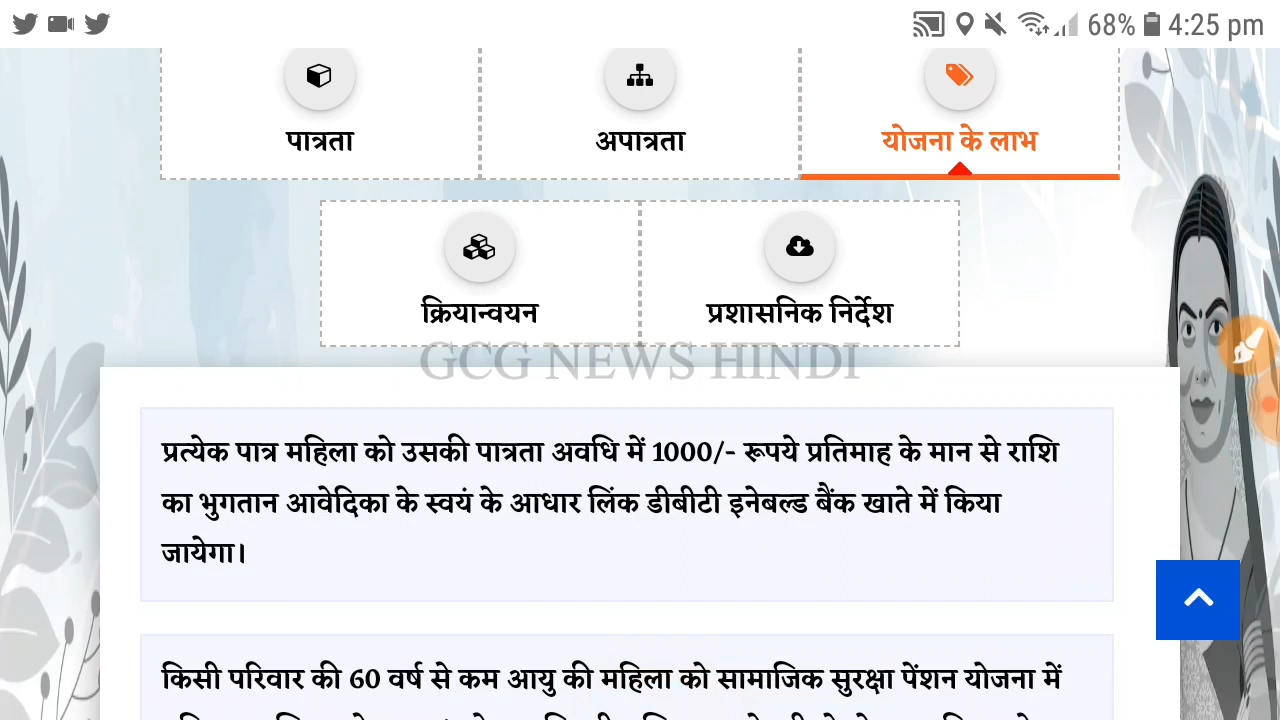 68% 4:25 pm
पात्रता
अपात्रता
योजना के लाभ
क्रियान्वयन
प्रशासनिक निर्देश
GCG NEWS HINDI
प्रत्येक पात्र महिला को उसकी पात्रता अवधि में 1000/- रूपये प्रतिमाह के मान से राशि
का भुगतान आवेदिका के स्वयं के आधार लिंक डीबीटी इनेबल्ड बैंक खाते में किया
जायेगा।
किसी परिवार की 60 वर्ष से कम आयु की महिला को सामाजिक सुरक्षा पेंशन योजना में